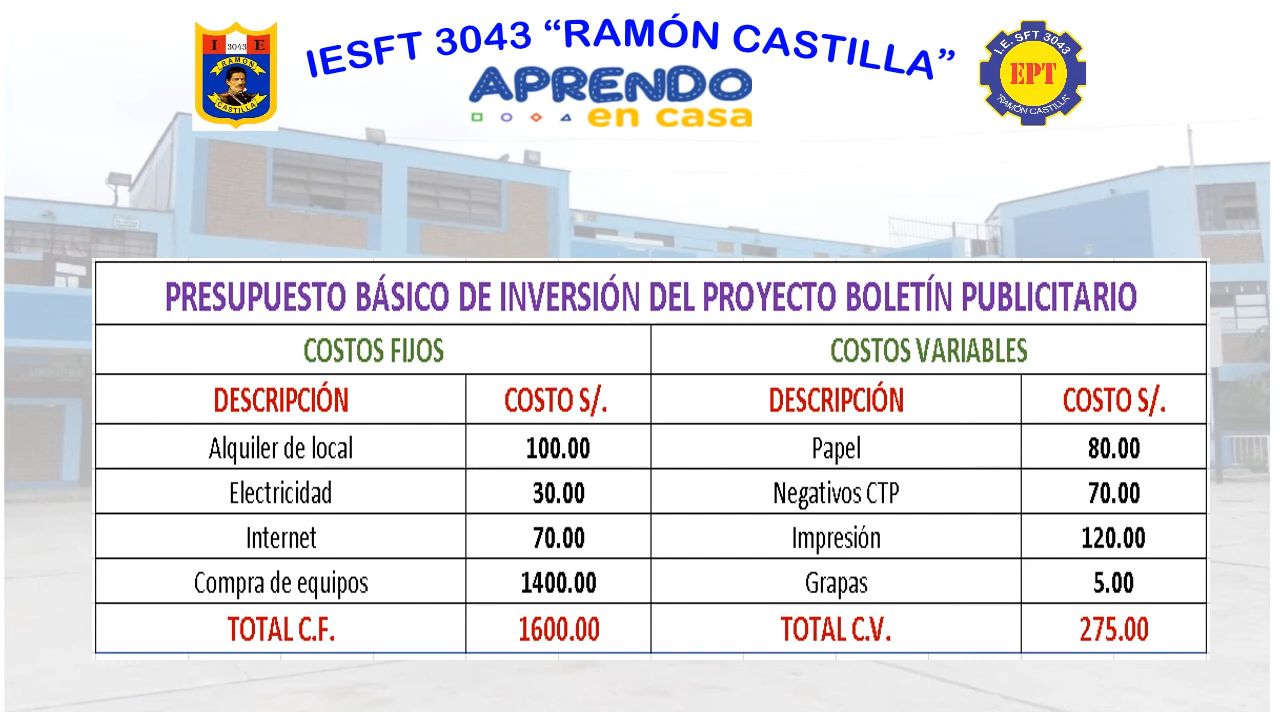 IESFT 3043 “RAMÓN CASTILLA”
I 3043 E
RAMÓN
CASTILLA
APRENDO
en casa
I.E. SFT 3043
EPT
"RAMÓN CASTILLA"
PRESUPUESTO BÁSICO DE INVERSIÓN DEL PROYECTO BOLETÍN PUBLICITARIO
COSTOS FIJOS COSTOS VARIABLES
DESCRIPCIÓN COSTO S/. DESCRIPCIÓN COSTO S/.
Alquiler de local 100.00 Papel 80.00
Electricidad 30.00 Negativos CTP 70.00
Internet 70.00 Impresión 120.00
Compra de equipos 1400.00 Grapas 5.00
TOTAL C.F. 1600.00 TOTAL C.V. 275.00